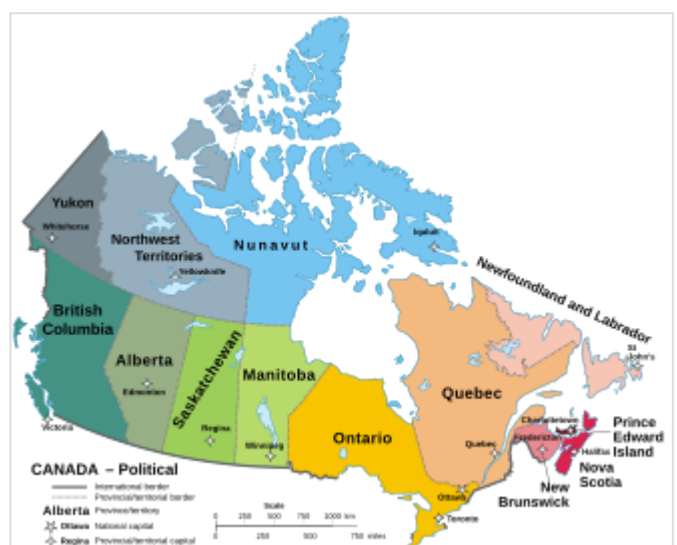 Yukon
Whitehorse
Northwest
Territories
Yellowknife
Nunavut
Iqaluit
British
Columbia
Victoria
Alberta
Edmonton
Saskatchewan
Regina
Manitoba
Winnipeg
Ontario
Ottawa
Toronto
Quebec
Quebec
Newfoundland and Labrador
St
John's
Charlottetown
Fredericton
Halifax
Prince
Edward
Island
Nova
Scotia
New
Brunswick
CANADA – Political
International border
Provincial/territorial border
Alberta Province/territory
Ottawa National capital
Regina Provincial/territorial capital
Scale
0 500 1000 km
0 250 500 750 miles